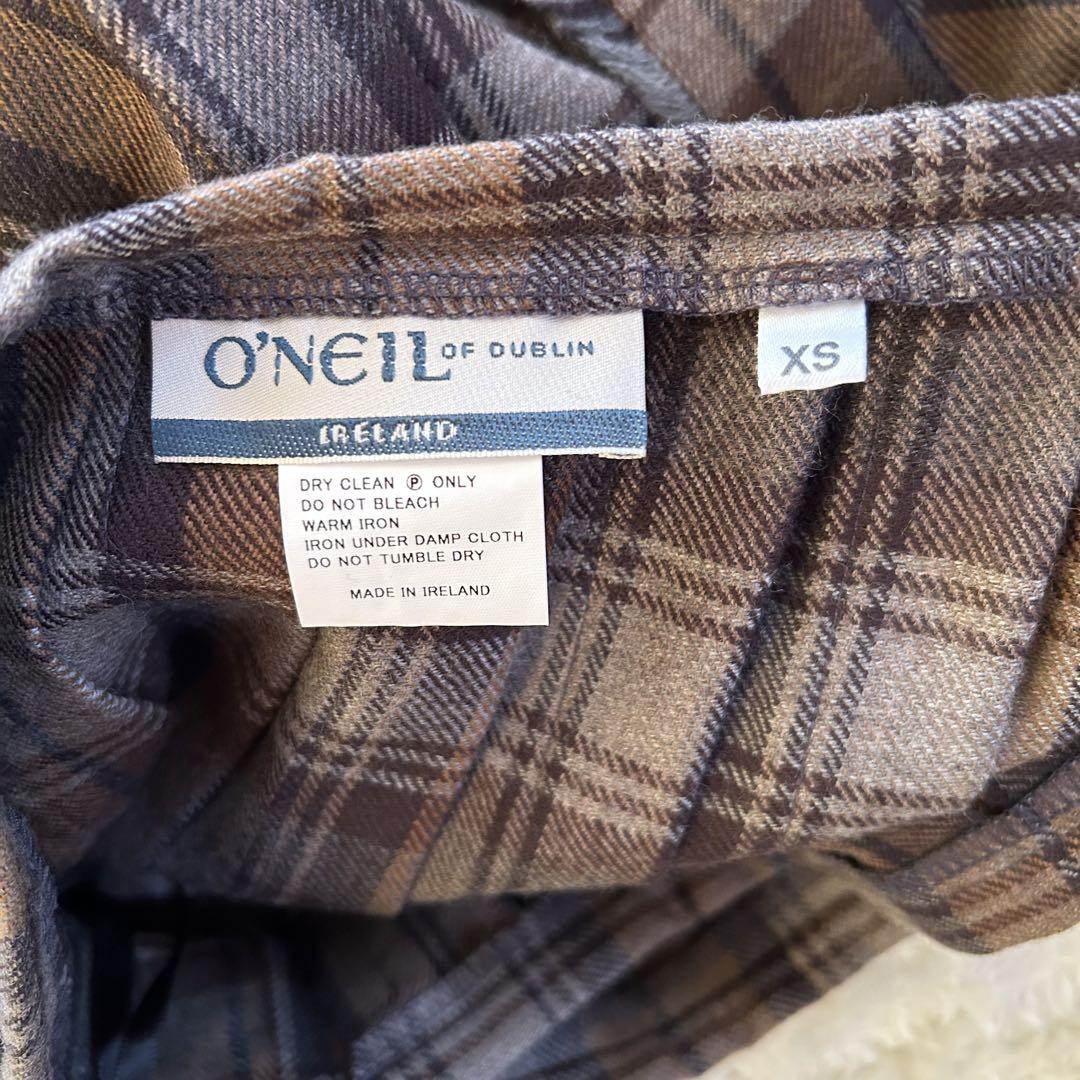 O'NEIL OF DUBLIN
IRELAND
XS
DRY CLEAN Ⓟ ONLY
DO NOT BLEACH
WARM IRON
IRON UNDER DAMP CLOTH
DO NOT TUMBLE DRY
MADE IN IRELAND